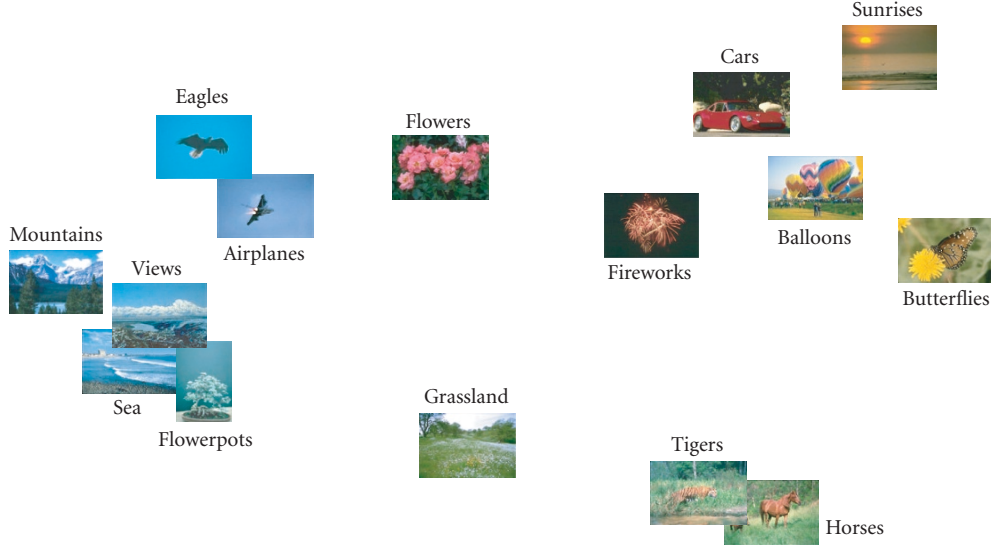 Sunrises
Cars
Eagles
Flowers
Mountains
Airplanes
Balloons
Views
Fireworks
Butterflies
Sea
Grassland
Flowerpots
Tigers
Horses